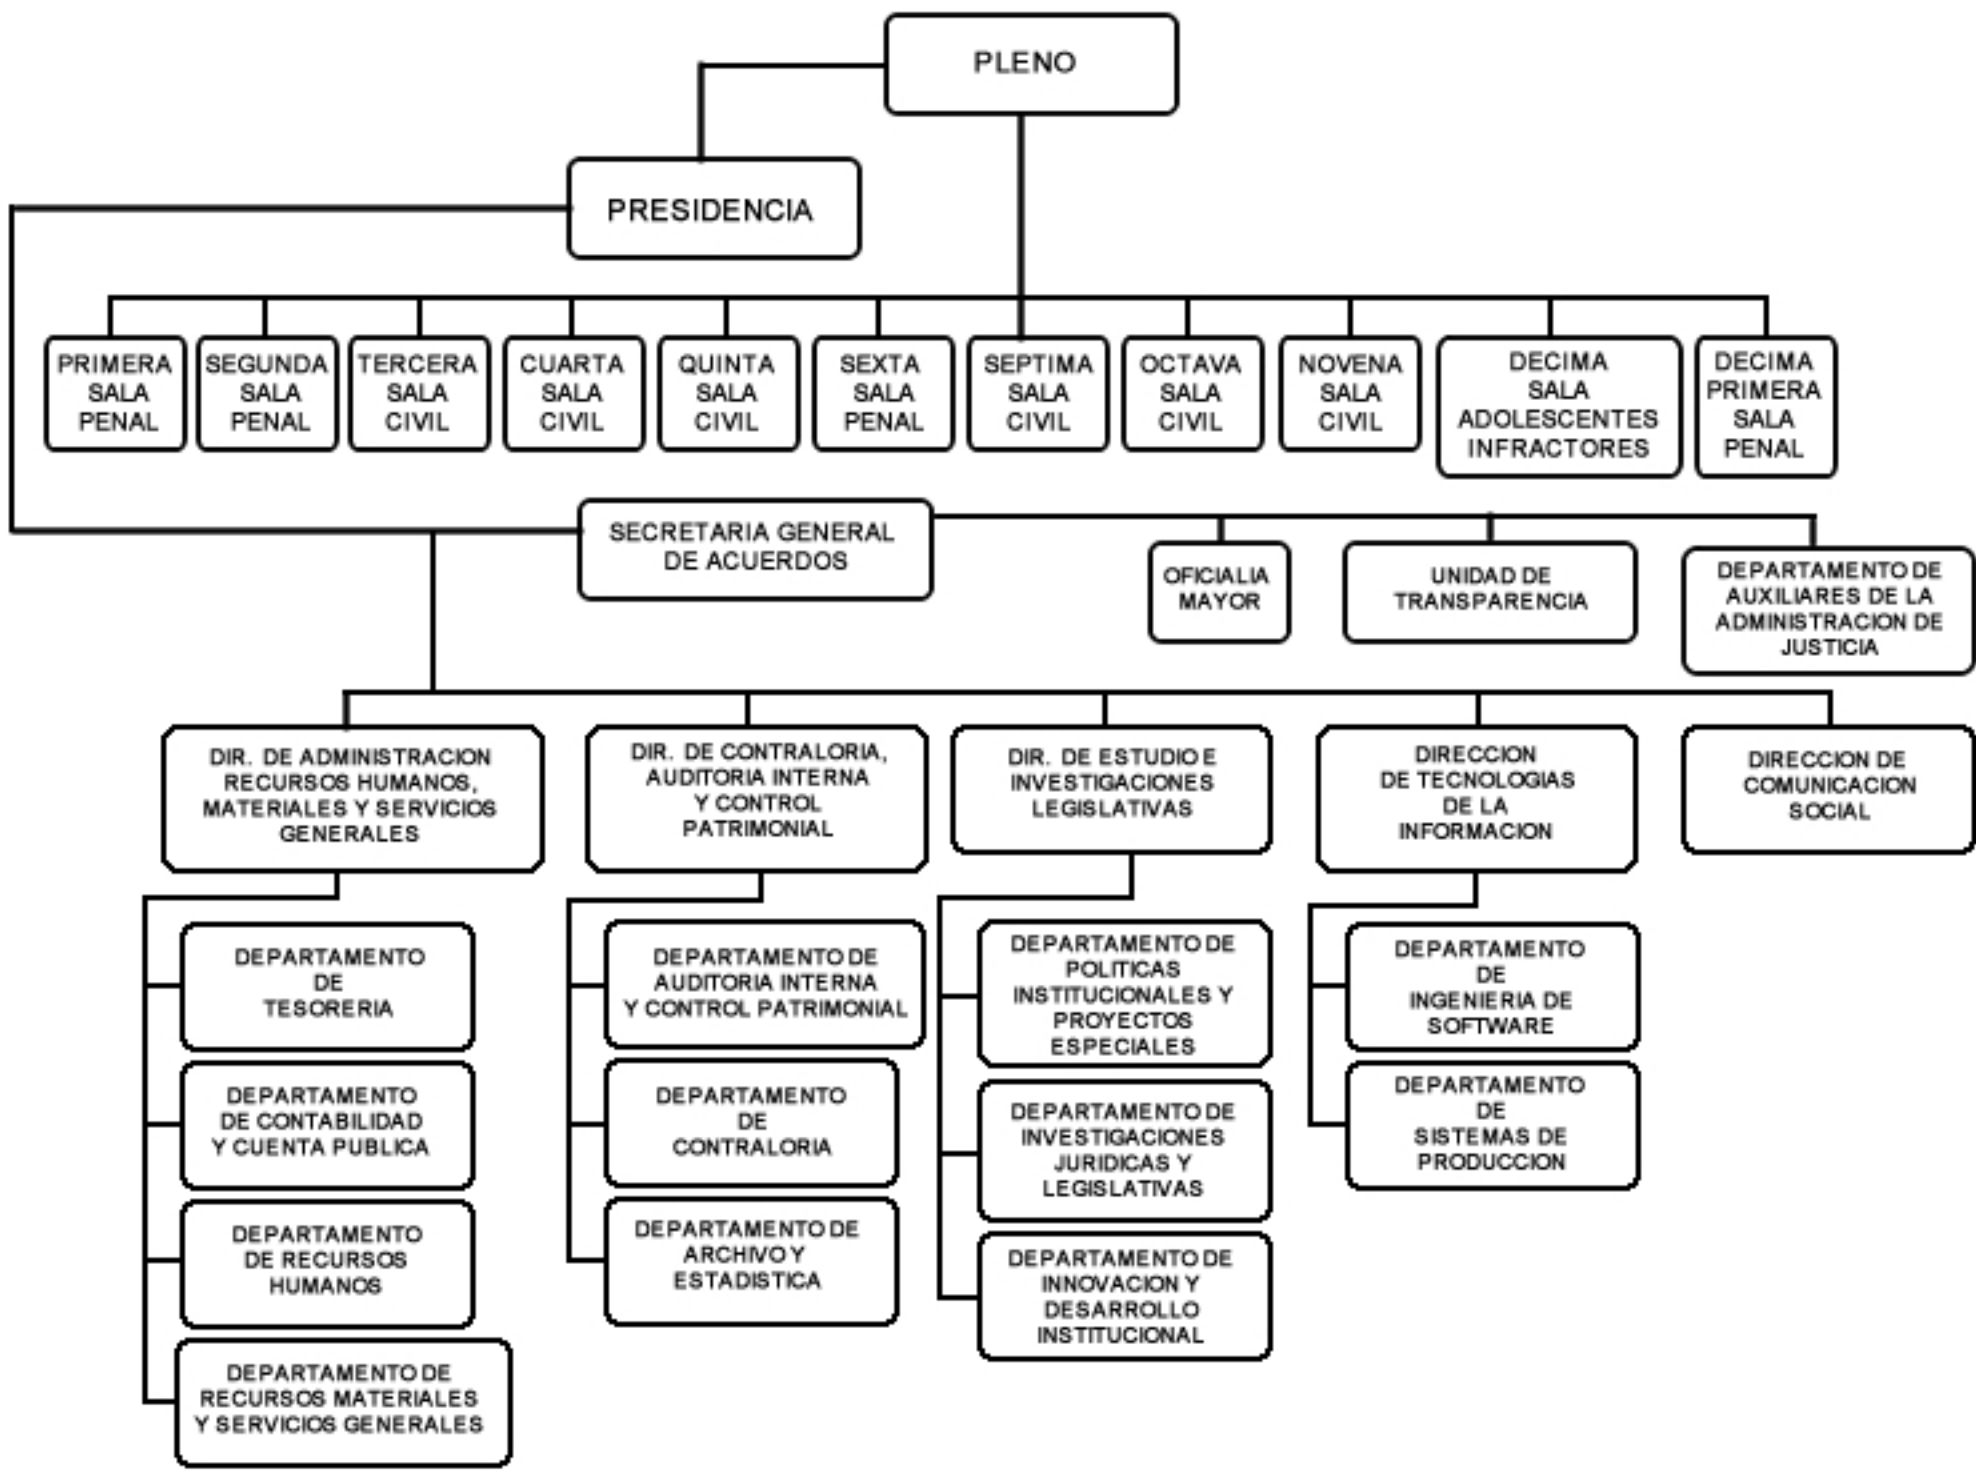 PLENO
PRESIDENCIA
PRIMERA
SALA
PENAL
SEGUNDA
SALA
PENAL
TERCERA
SALA
CIVIL
CUARTA
SALA
CIVIL
QUINTA
SALA
CIVIL
SEXTA
SALA
PENAL
SEPTIMA
SALA
CIVIL
OCTAVA
SALA
CIVIL
NOVENA
SALA
CIVIL
DECIMA
SALA
ADOLESCENTES
INFRACTORES
DECIMA
PRIMERA
SALA
PENAL
SECRETARIA GENERAL
DE ACUERDOS
OFICIALIA
MAYOR
UNIDAD DE
TRANSPARENCIA
DEPARTAMENTO DE
AUXILIARES DE LA
ADMINISTRACION DE
JUSTICIA
DIR. DE ADMINISTRACION
RECURSOS HUMANOS,
MATERIALES Y SERVICIOS
GENERALES
DIR. DE CONTRALORIA,
AUDITORIA INTERNA
Y CONTROL
PATRIMONIAL
DIR. DE ESTUDIO E
INVESTIGACIONES
LEGISLATIVAS
DIRECCION
DE TECNOLOGIAS
DE LA
INFORMACION
DIRECCION DE
COMUNICACION
SOCIAL
DEPARTAMENTO
DE
TESORERIA
DEPARTAMENTO
DE CONTABILIDAD
Y CUENTA PUBLICA
DEPARTAMENTO
DE RECURSOS
HUMANOS
DEPARTAMENTO DE
RECURSOS MATERIALES
Y SERVICIOS GENERALES
DEPARTAMENTO DE
AUDITORIA INTERNA
Y CONTROL PATRIMONIAL
DEPARTAMENTO
DE
CONTRALORIA
DEPARTAMENTO DE
ARCHIVO Y
ESTADISTICA
DEPARTAMENTO DE
POLITICAS
INSTITUCIONALES Y
PROYECTOS
ESPECIALES
DEPARTAMENTO DE
INVESTIGACIONES
JURIDICAS Y
LEGISLATIVAS
DEPARTAMENTO DE
INNOVACION Y
DESARROLLO
INSTITUCIONAL
DEPARTAMENTO
DE
INGENIERIA DE
SOFTWARE
DEPARTAMENTO
DE
SISTEMAS DE
PRODUCCION